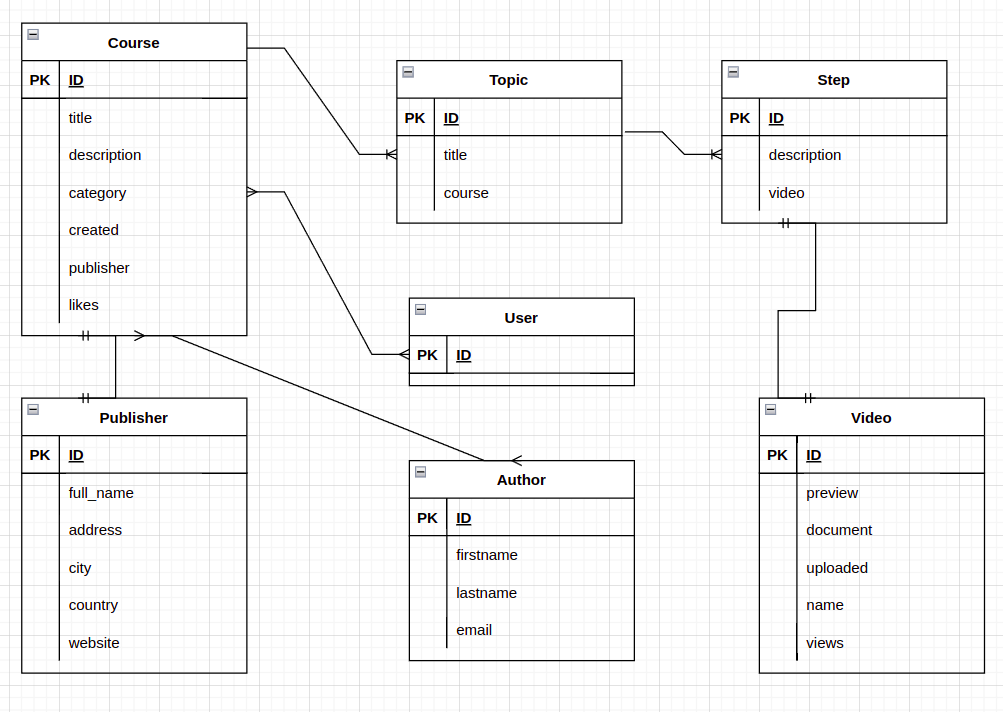 Course
PK ID
title
description
category
created
publisher
likes
Topic
PK ID
title
course
Step
PK ID
description
video
User
PK ID
Publisher
PK ID
full_name
address
city
country
website
Author
PK ID
firstname
lastname
email
Video
PK ID
preview
document
uploaded
name
views